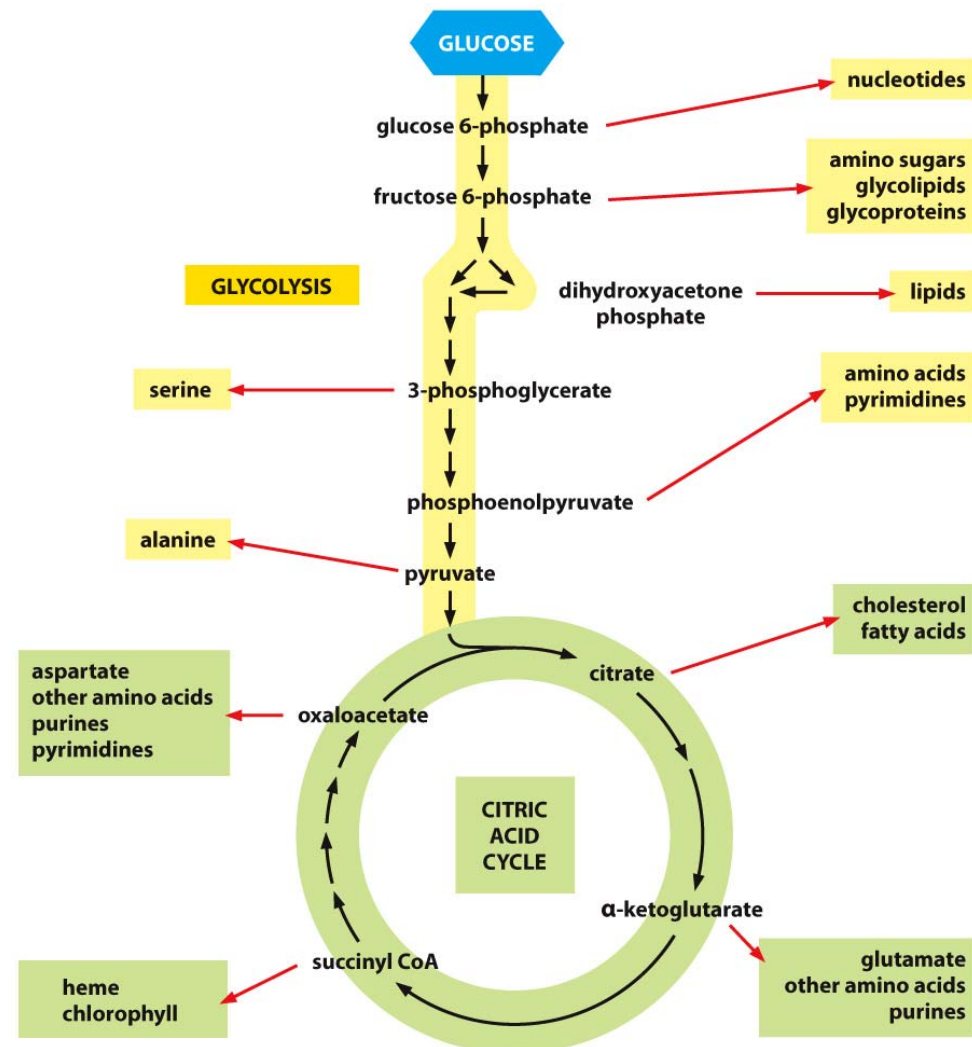 GLUCOSE
nucleotides
glucose 6-phosphate
amino sugars
glycolipids
glycoproteins
fructose 6-phosphate
GLYCOLYSIS
dihydroxyacetone
phosphate
lipids
serine
3-phosphoglycerate
amino acids
pyrimidines
phosphoenolpyruvate
alanine
pyruvate
cholesterol
fatty acids
citrate
aspartate
other amino acids
purines
pyrimidines
oxaloacetate
CITRIC
ACID
CYCLE
α-ketoglutarate
glutamate
other amino acids
purines
succinyl CoA
heme
chlorophyll